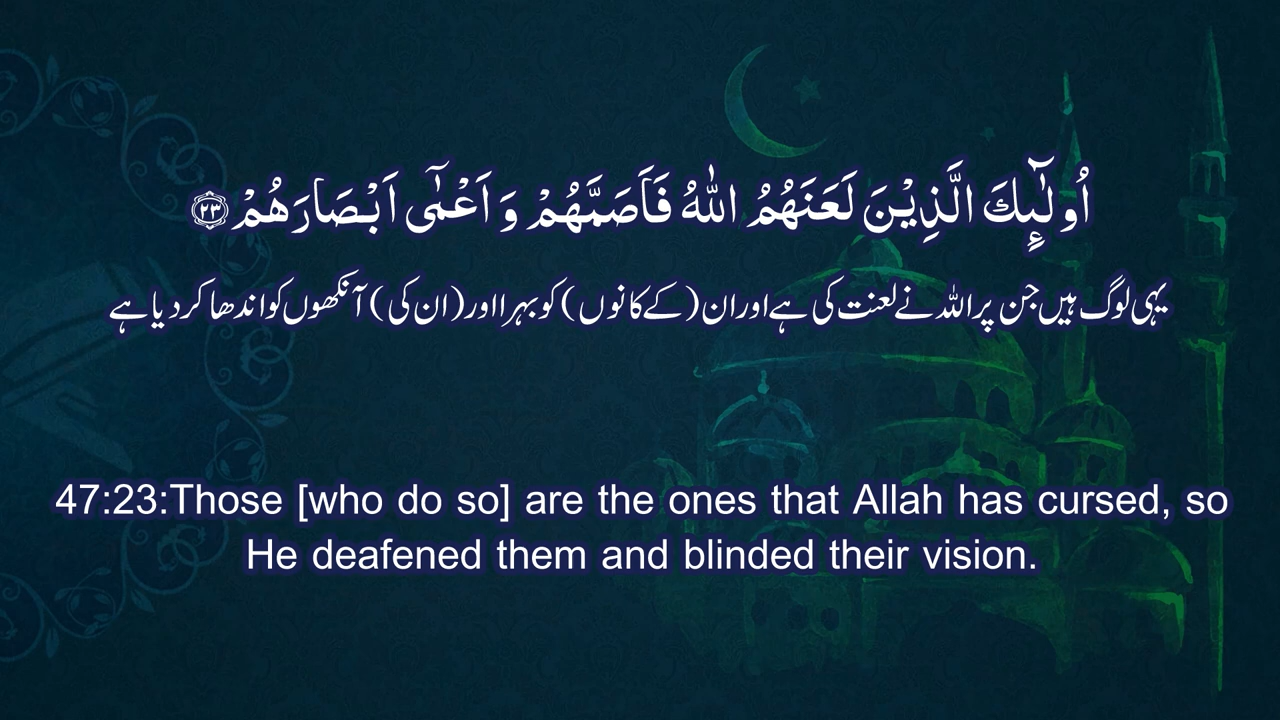 اُولٰٓئِكَ الَّذِيْنَ لَعَنَهُمُ اللّٰهُ فَاَصَمَّهُمْ وَ اَعْمٰٓى اَبْصَارَهُمْ ۟۲۳
یہی لوگ ہیں جن پر اللہ نے لعنت کی ہے اور ان (کے کانوں) کو بہرا اور (ان کی) آنکھوں کو اندھا کر دیا ہے
47:23:Those [who do so] are the ones that Allah has cursed, so
He deafened them and blinded their vision.